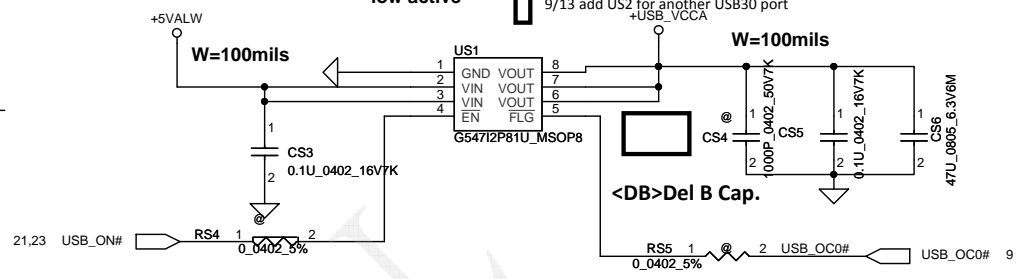 low active
9/13 add US2 for another USB30 port
+5VALW
+USB_VCCA
W=100mils
W=100mils
US1
1 GND VOUT 8
2 VIN VOUT 7
3 VIN VOUT 6
4 EN FLG 5
G547I2P81U_MSOP8
1
CS3
0.1U_0402_16V7K
2
@
1
CS4
1000P_0402_50V7K
2
1
CS5
0.1U_0402_16V7K
2
1
CS6
47U_0805_6.3V6M
2
<DB>Del B Cap.
@
21,23 USB_ON# RS4 1 2
0_0402_5%
RS5 1 @ 2 USB_OC0# USB_OC0# 9
0_0402_5%